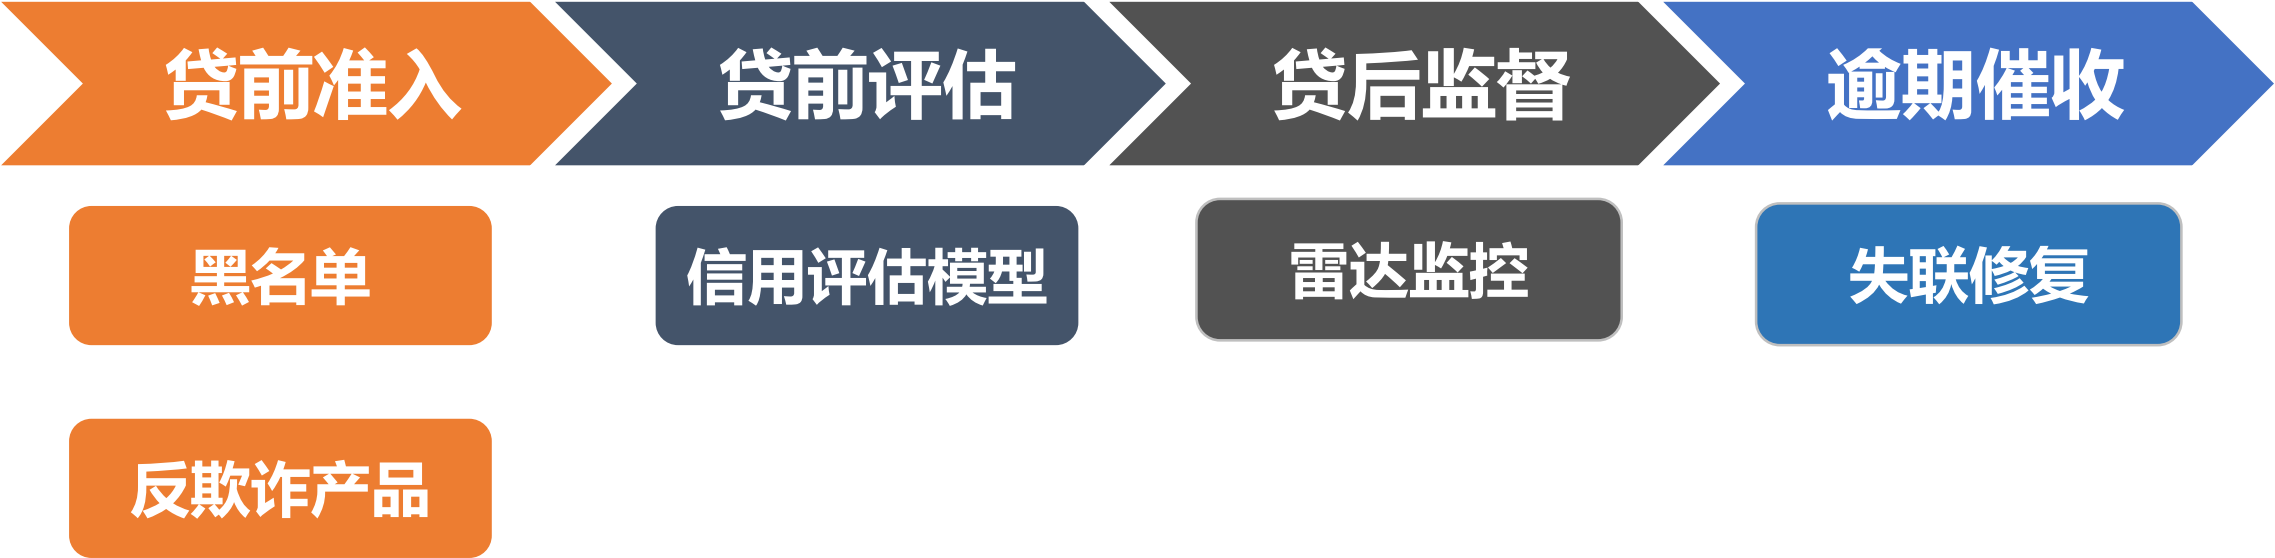 贷前准入
贷前评估
贷后监督
逾期催收
黑名单
信用评估模型
雷达监控
失联修复
反欺诈产品